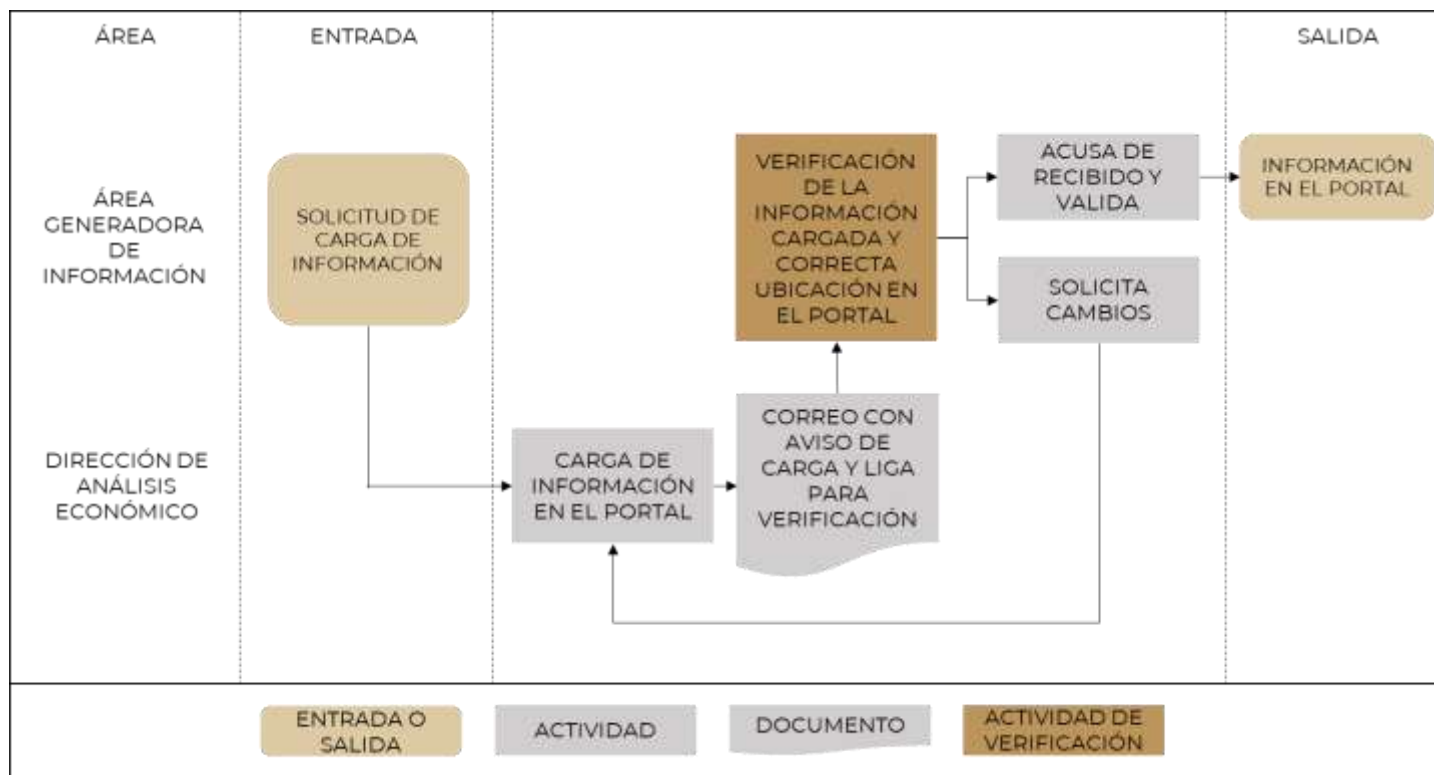 ÁREA
ENTRADA
SALIDA
ÁREA
GENERADORA
DE
INFORMACIÓN
SOLICITUD DE
CARGA DE
INFORMACIÓN
VERIFICACIÓN
DE LA
INFORMACIÓN
CARGADA Y
CORRECTA
UBICACIÓN EN
EL PORTAL
ACUSA DE
RECIBIDO Y
VALIDA
INFORMACIÓN
EN EL PORTAL
SOLICITA
CAMBIOS
DIRECCIÓN DE
ANÁLISIS
ECONÓMICO
CARGA DE
INFORMACIÓN
EN EL PORTAL
CORREO CON
AVISO DE
CARGA Y LIGA
PARA
VERIFICACIÓN
ENTRADA O
SALIDA
ACTIVIDAD
DOCUMENTO
ACTIVIDAD DE
VERIFICACIÓN